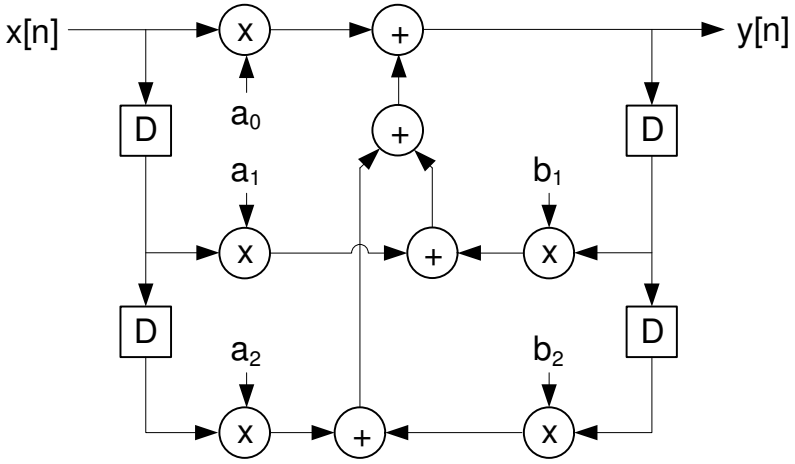 x[n] x + y[n]
D a₀ + D
a₁ b₁
x + x
D D
a₂ b₂
x + x